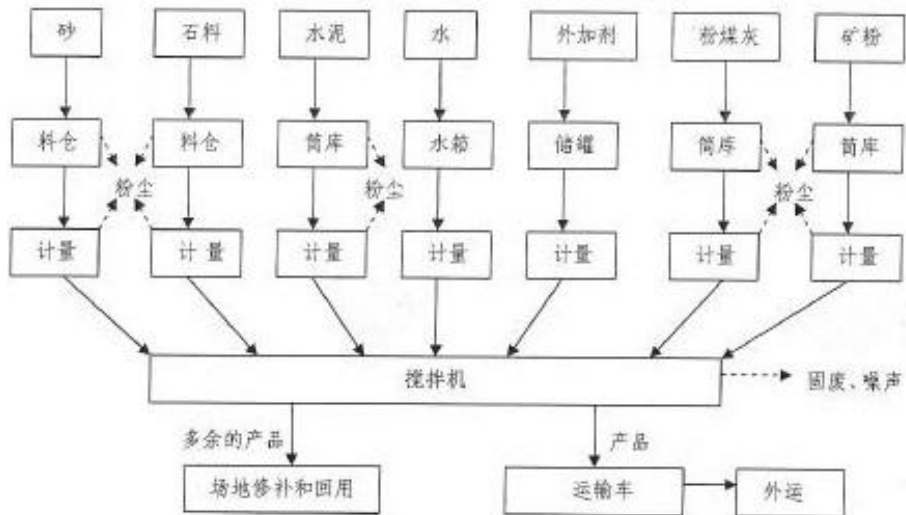 砂 石料 水泥 水 外加剂 粉煤灰 矿粉
料仓 料仓 筒库 水箱 储罐 筒库 筒库
粉尘 粉尘 粉尘
计量 计 量 计量 计量 计量 计量 计量
搅拌机 固废、噪声
多余的产品 产品
场地修补和回用 运输车 外运